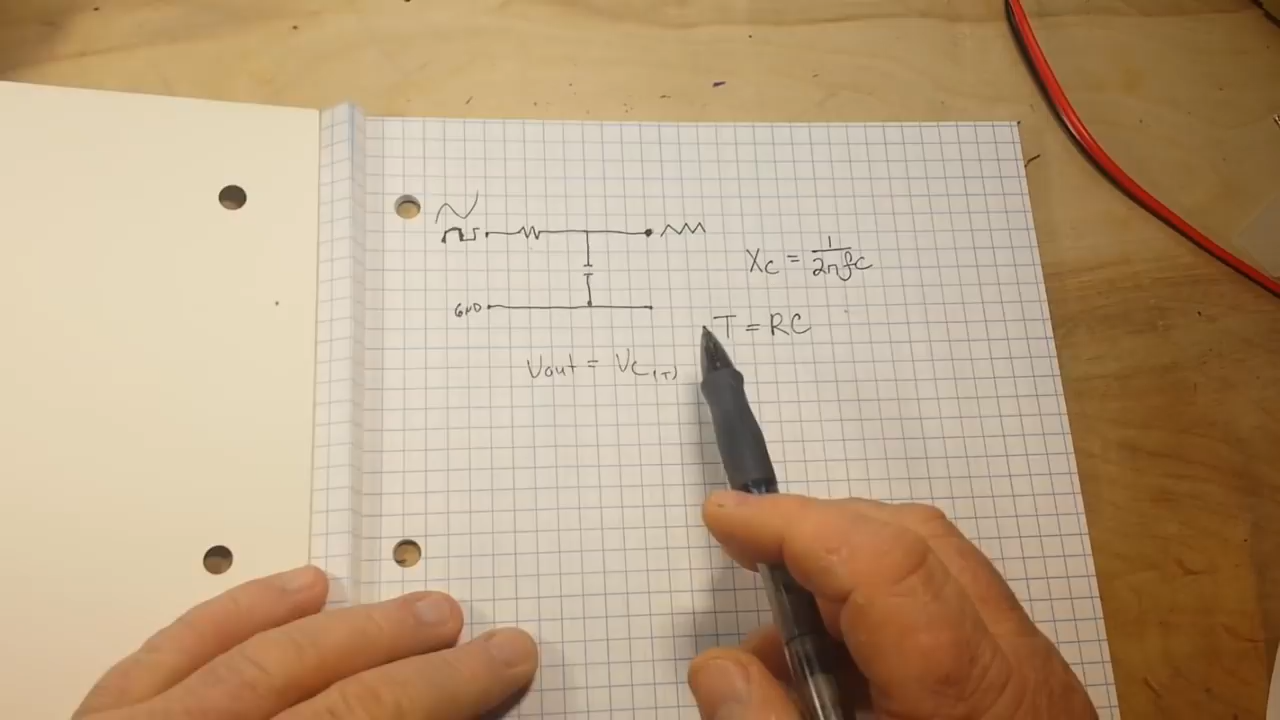 GND
Xc = 1/2πfc
T = RC
Vout = Vc(T)